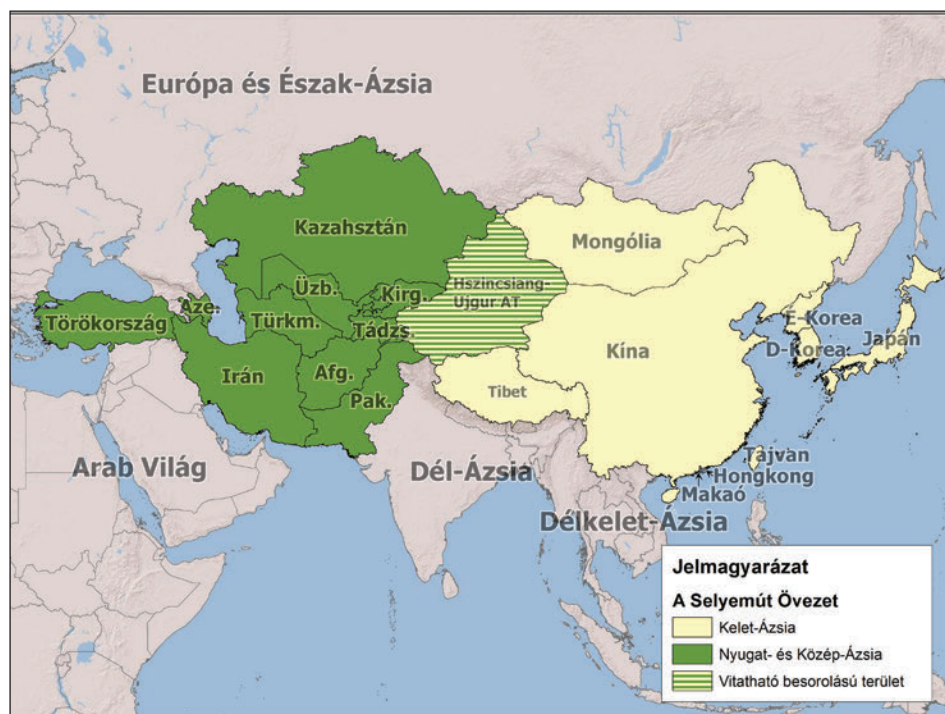 Európa és Észak-Ázsia
Kazahsztán
Mongólia
Hszincsiang-
Ujgur AT
Üzb.
Kirg.
Aze.
Törökország
Türkm.
Tádzs.
É-Korea
D-Korea
Japán
Kína
Irán
Afg.
Pak.
Tibet
Arab Világ
Dél-Ázsia
Tajvan
Hongkong
Makaó
Délkelet-Ázsia
Jelmagyarázat
A Selyemút Övezet
Kelet-Ázsia
Nyugat- és Közép-Ázsia
Vitatható besorolású terület